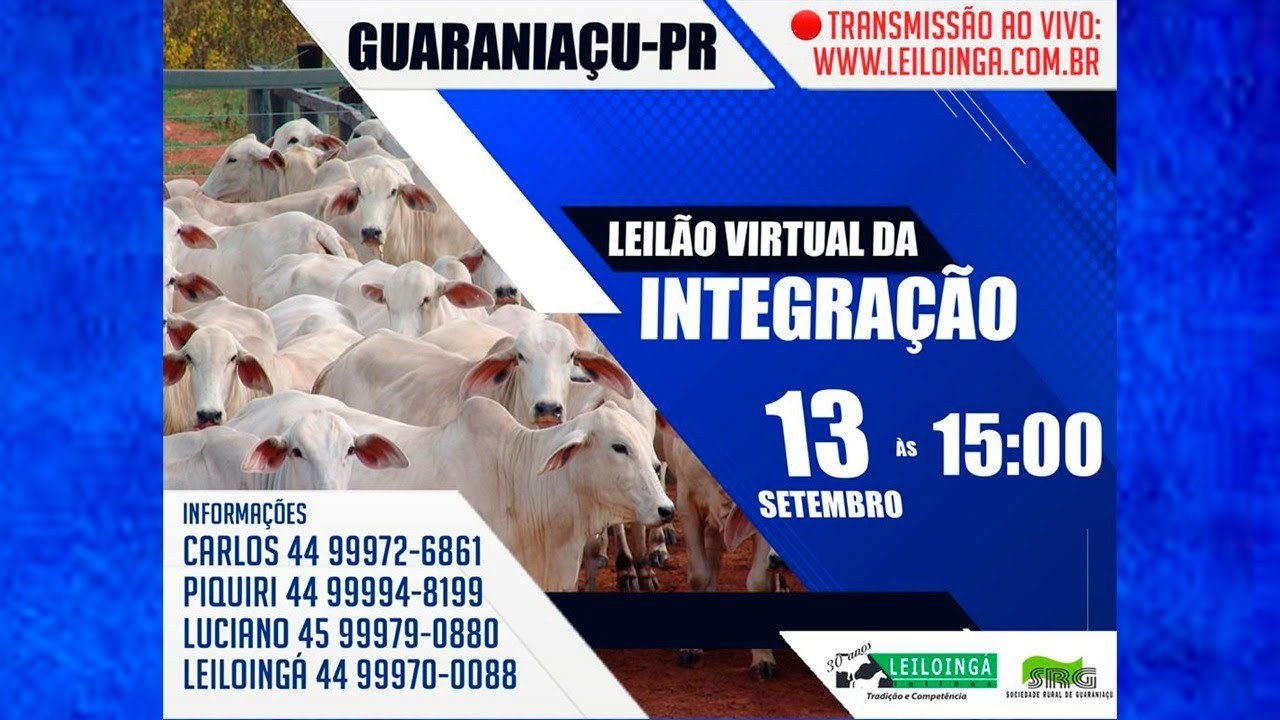 GUARANIAÇU-PR
TRANSMISSÃO AO VIVO:
WWW.LEILOINGA.COM.BR
LEILÃO VIRTUAL DA
INTEGRAÇÃO
13 ÀS 15:00
SETEMBRO
INFORMAÇÕES
CARLOS 44 99972-6861
PIQUIRI 44 99994-8199
LUCIANO 45 99979-0880
LEILOINGÁ 44 99970-0088
30 anos
LEILOINGÁ
Tradição e Competência
SRG
SOCIEDADE RURAL DE GUARANIAÇU